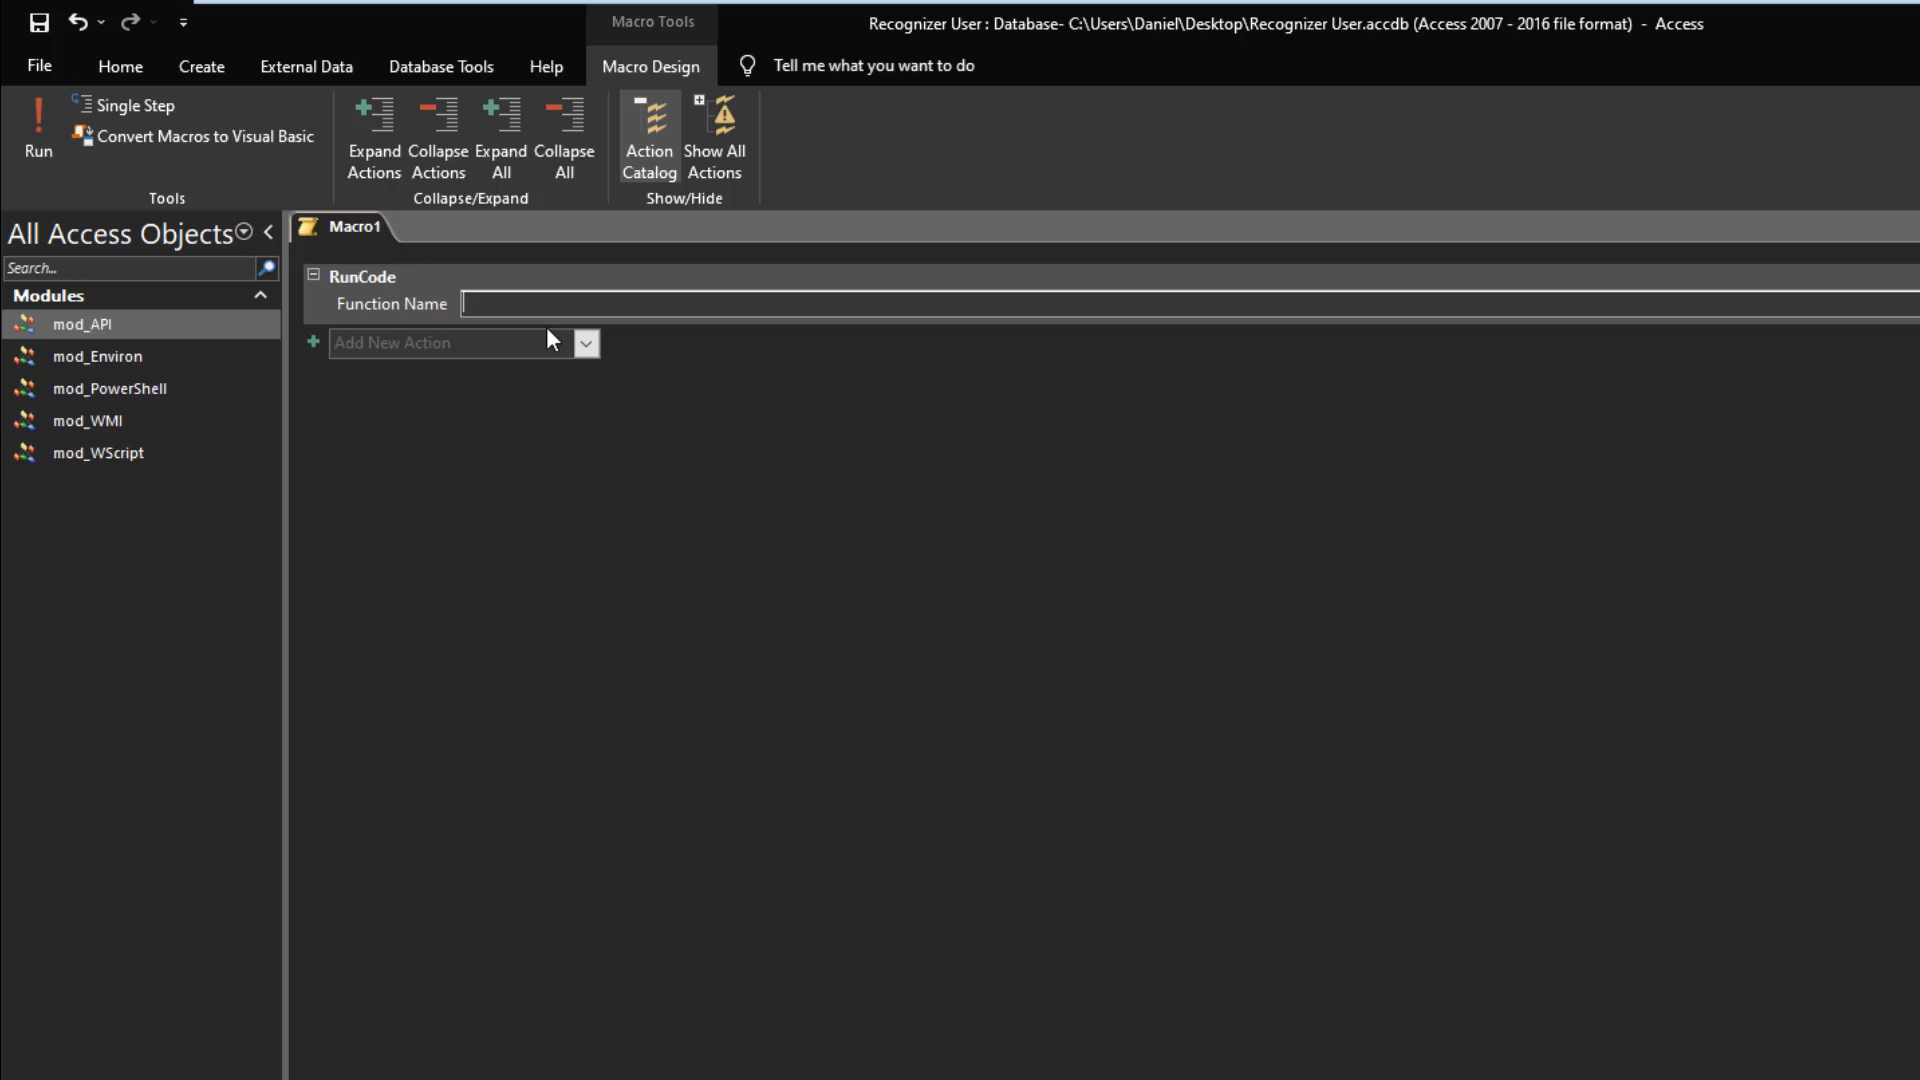 Macro Tools
Recognizer User : Database- C:\Users\Daniel\Desktop\Recognizer User.accdb (Access 2007 - 2016 file format) - Access
File Home Create External Data Database Tools Help Macro Design Tell me what you want to do
Run
Single Step
Convert Macros to Visual Basic
Tools
Expand Actions
Collapse Actions
Expand All
Collapse All
Collapse/Expand
Action Catalog
Show All Actions
Show/Hide
All Access Objects
Search...
Modules
mod_API
mod_Environ
mod_PowerShell
mod_WMI
mod_WScript
Macro1
RunCode
Function Name
Add New Action